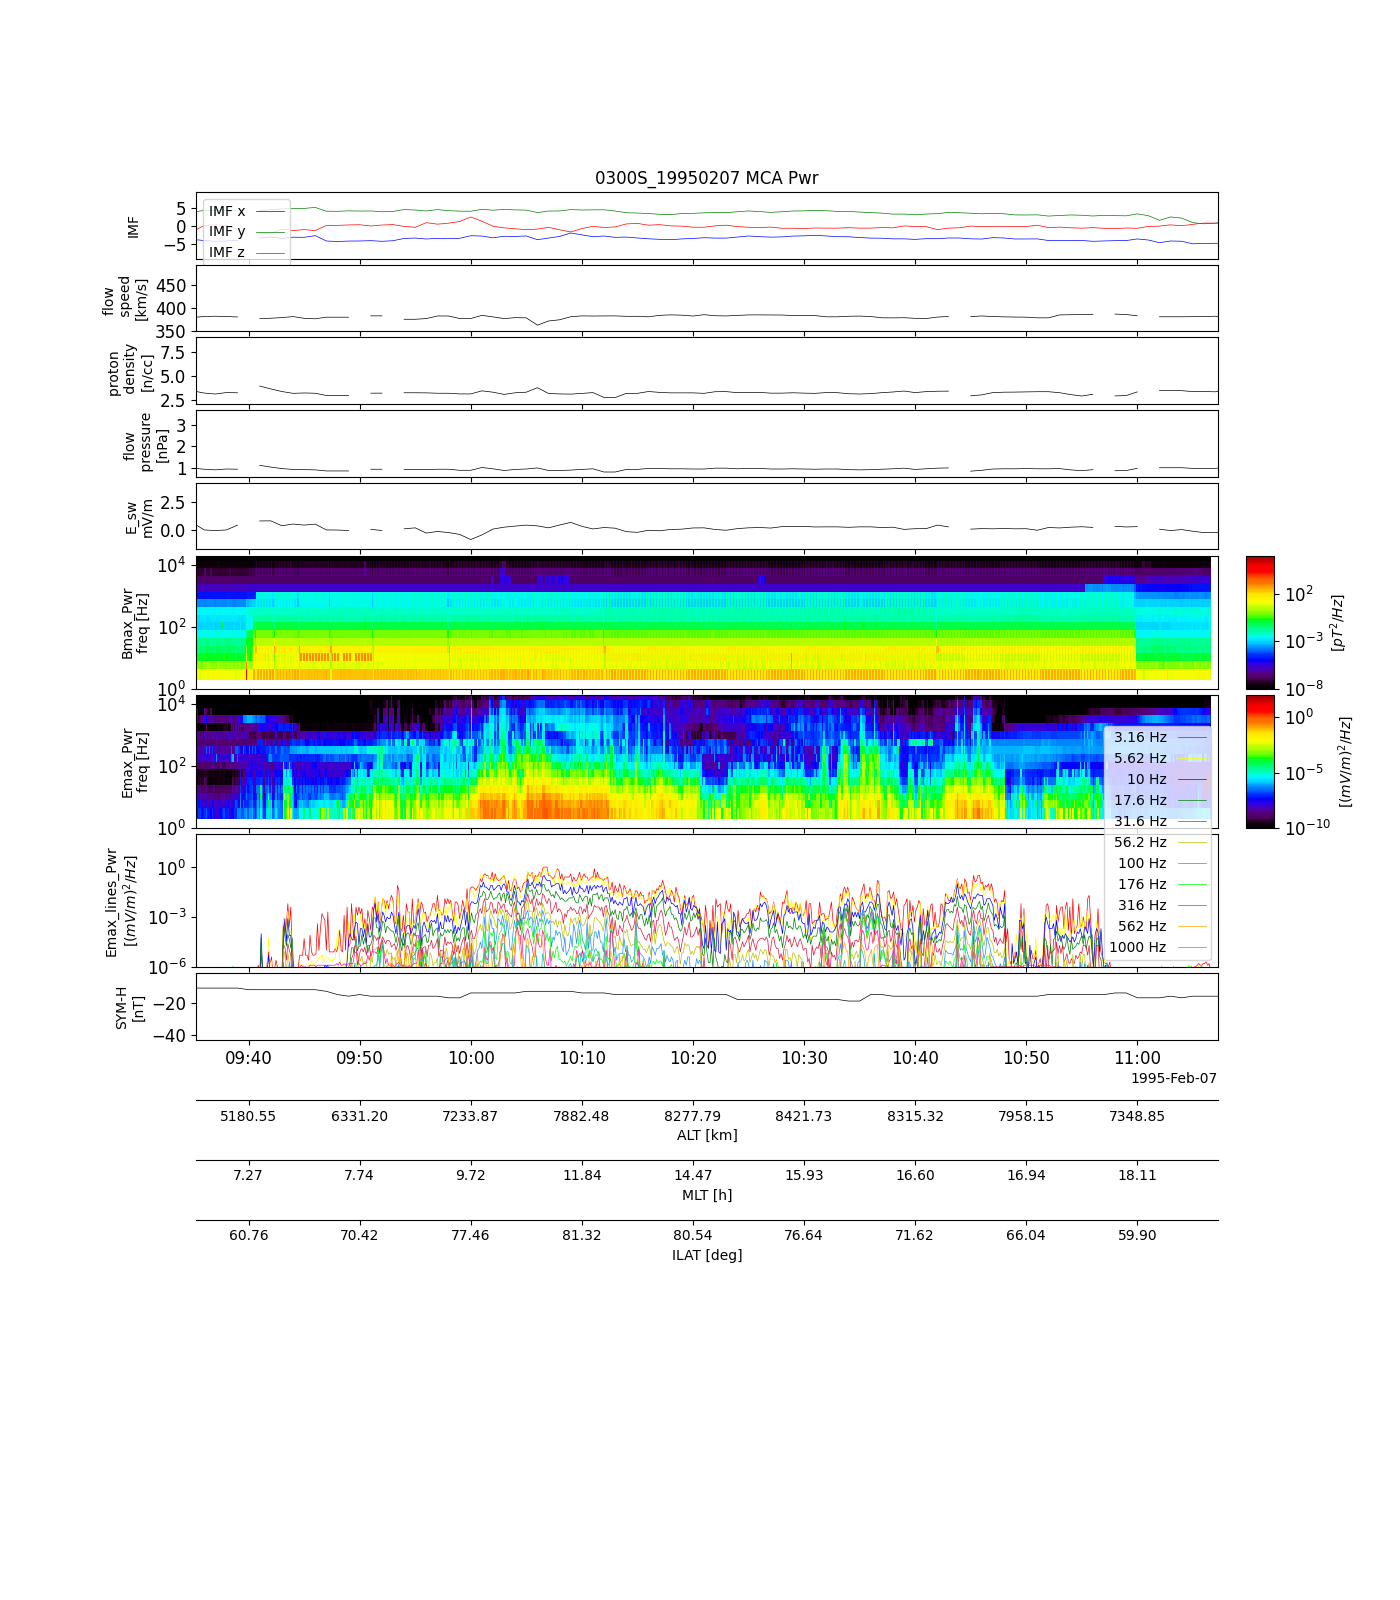 0300S_19950207 MCA Pwr
IMF
5
0
−5
IMF x
IMF y
IMF z
flow
speed
[km/s]
450
400
350
proton
density
[n/cc]
7.5
5.0
2.5
flow
pressure
[nPa]
3
2
1
E_sw
mV/m
2.5
0.0
Bmax_Pwr
freq [Hz]
10^4
10^2
10^0
10^2
10^−3
10^−8
[pT^2/Hz]
Emax_Pwr
freq [Hz]
10^4
10^2
10^0
10^0
10^−5
10^−10
[(mV/m)^2/Hz]
3.16 Hz
5.62 Hz
10 Hz
17.6 Hz
31.6 Hz
56.2 Hz
100 Hz
176 Hz
316 Hz
562 Hz
1000 Hz
Emax_lines_Pwr
[(mV/m)^2/Hz]
10^0
10^−3
10^−6
SYM-H
[nT]
−20
−40
09:40 09:50 10:00 10:10 10:20 10:30 10:40 10:50 11:00
1995-Feb-07
5180.55 6331.20 7233.87 7882.48 8277.79 8421.73 8315.32 7958.15 7348.85
ALT [km]
7.27 7.74 9.72 11.84 14.47 15.93 16.60 16.94 18.11
MLT [h]
60.76 70.42 77.46 81.32 80.54 76.64 71.62 66.04 59.90
ILAT [deg]